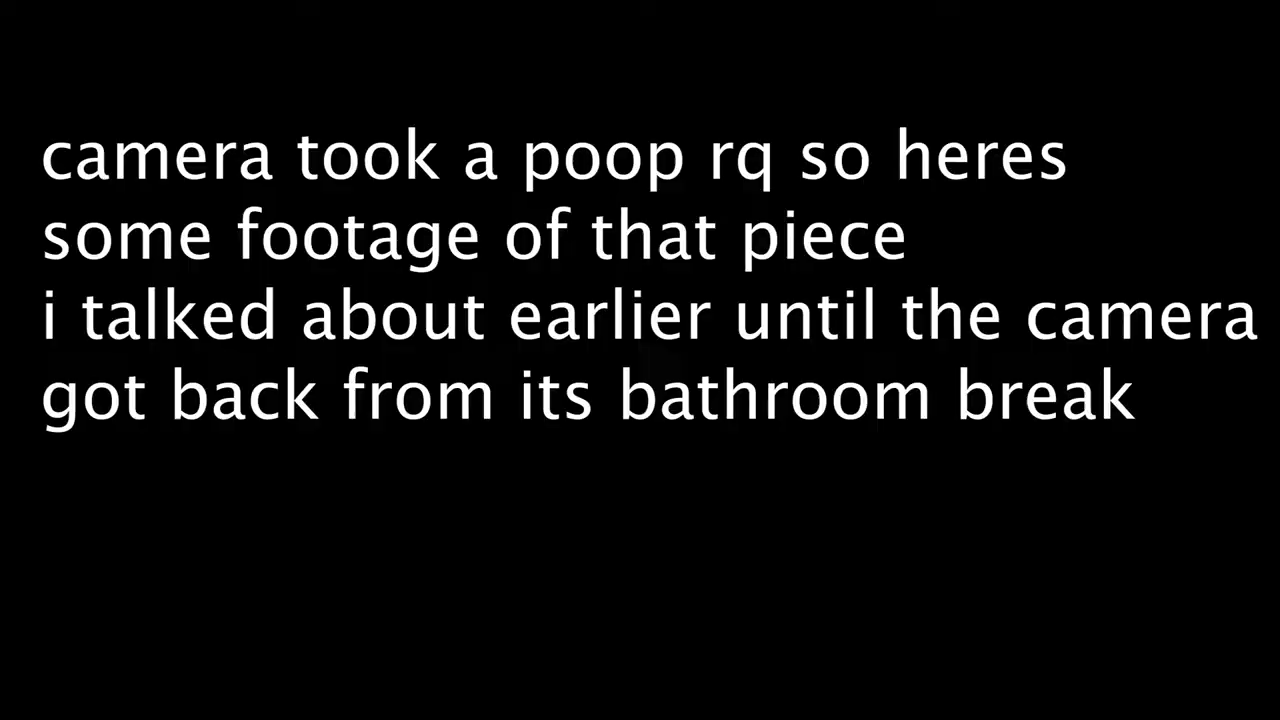 camera took a poop rq so heres
some footage of that piece
i talked about earlier until the camera
got back from its bathroom break